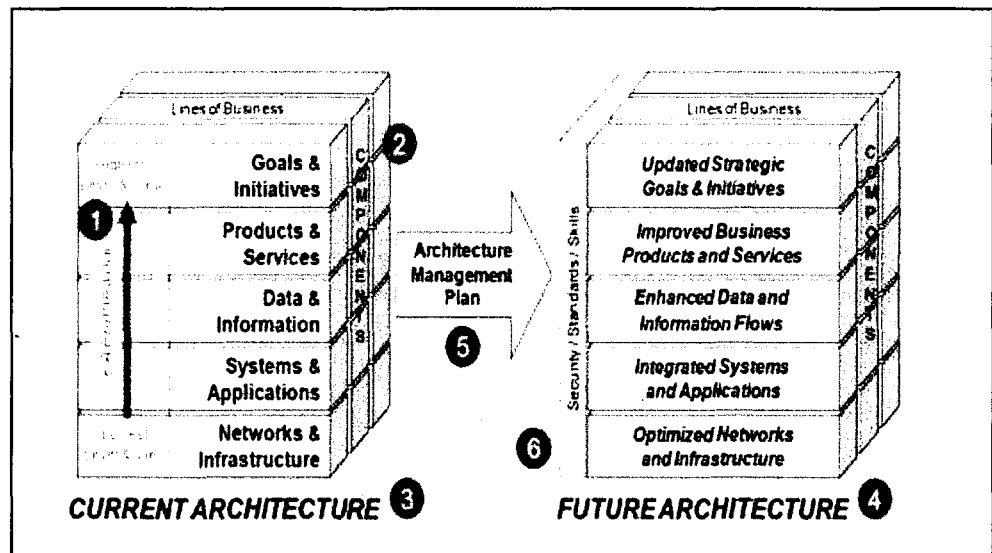 Lines of Business
Goals &
Initiatives
Products &
Services
Data &
Information
Systems &
Applications
Networks &
Infrastructure
COMPONENTS
1
2
CURRENT ARCHITECTURE 3
Architecture
Management
Plan
5
Security / Standards / Skills
6
Lines of Business
Updated Strategic
Goals & Initiatives
Improved Business
Products and Services
Enhanced Data and
Information Flows
Integrated Systems
and Applications
Optimized Networks
and Infrastructure
COMPONENTS
FUTURE ARCHITECTURE 4